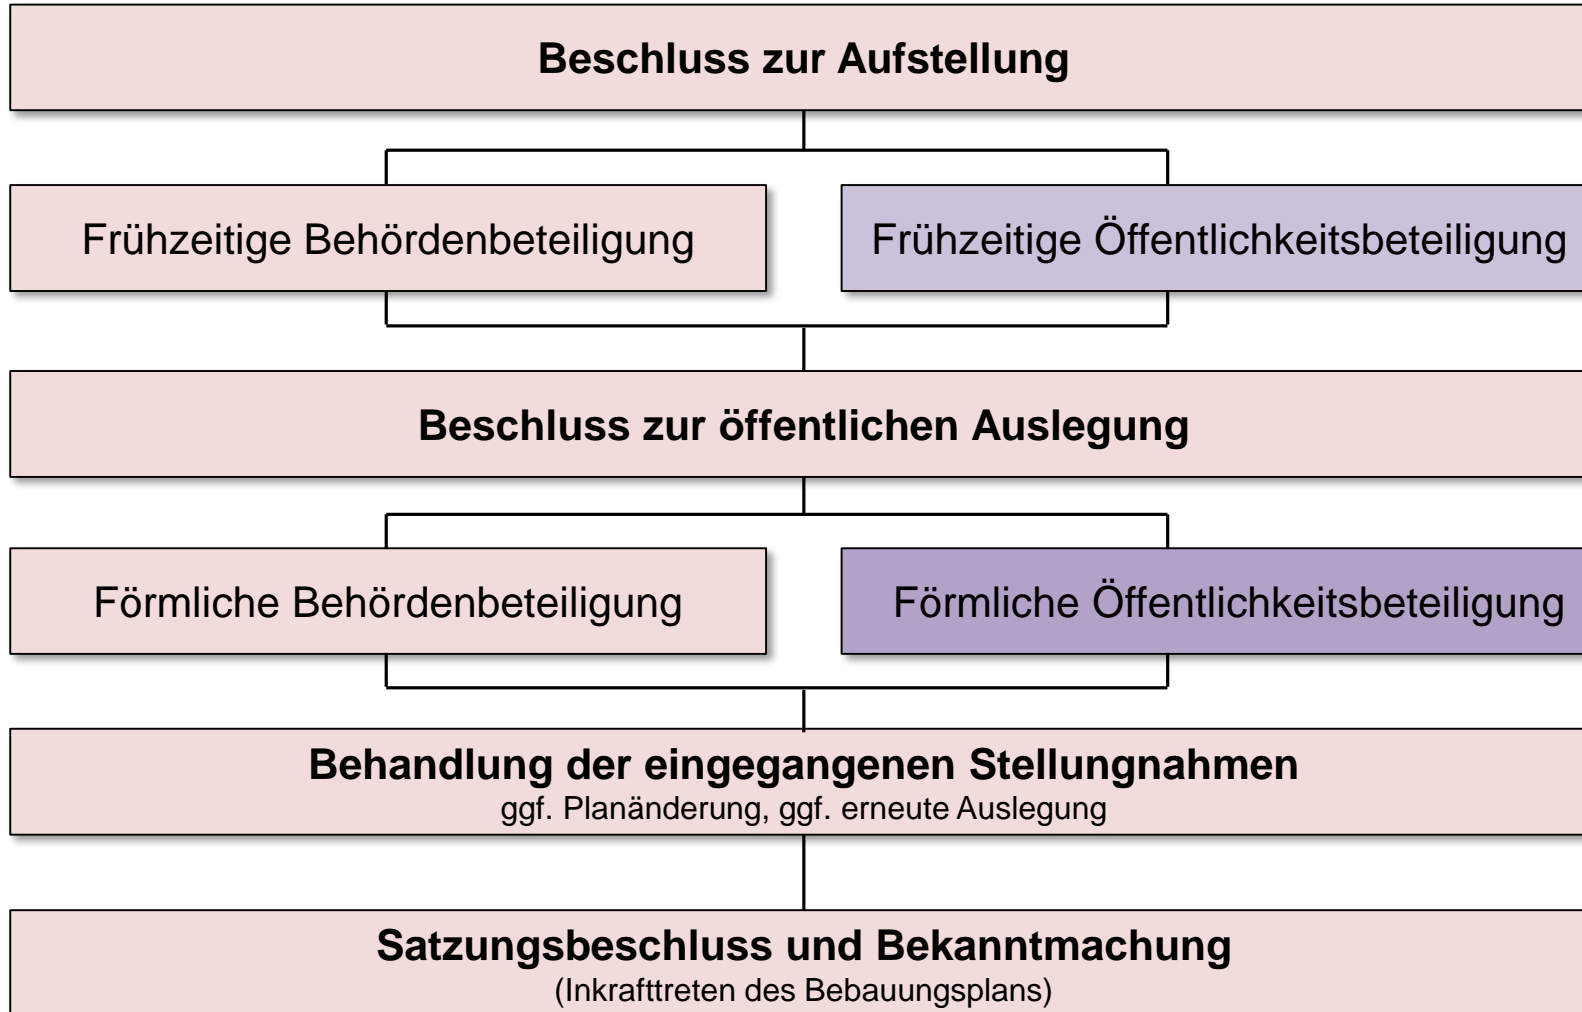 Beschluss zur Aufstellung
Frühzeitige Behördenbeteiligung
Frühzeitige Öffentlichkeitsbeteiligung
Beschluss zur öffentlichen Auslegung
Förmliche Behördenbeteiligung
Förmliche Öffentlichkeitsbeteiligung
Behandlung der eingegangenen Stellungnahmen
ggf. Planänderung, ggf. erneute Auslegung
Satzungsbeschluss und Bekanntmachung
(Inkrafttreten des Bebauungsplans)